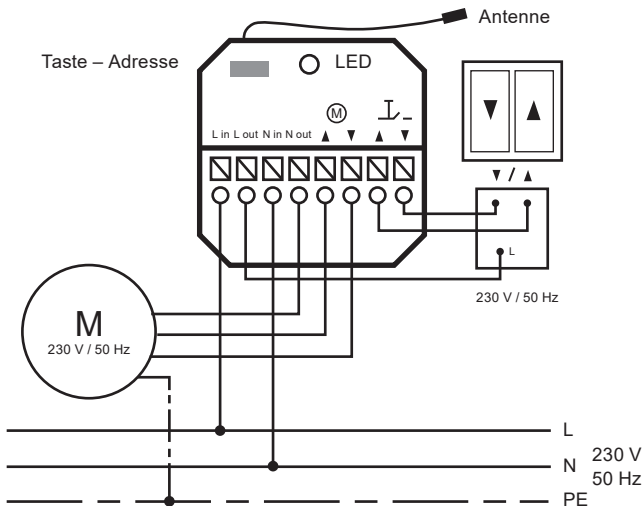 Antenne
Taste – Adresse
LED
M
L in L out N in N out ▲ ▼ ▲ ▼
▼ ▲
▼ / ▲
L
230 V / 50 Hz
M
230 V / 50 Hz
L
N
230 V
50 Hz
PE